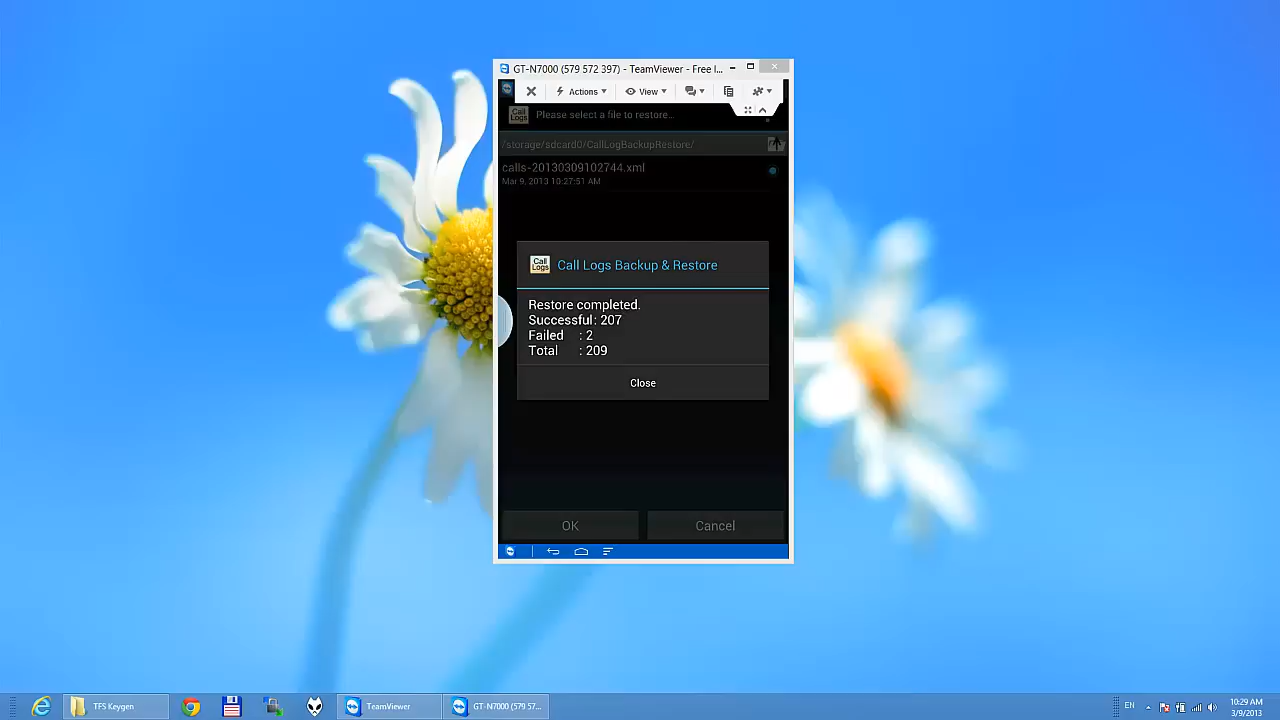 GT-N7000 (579 572 397) - TeamViewer - Free l...
Actions
View
Call Logs
Please select a file to restore...
/storage/sdcard0/CallLogBackupRestore/
calls-20130309102744.xml
Mar 9, 2013 10:27:51 AM
Call Logs
Call Logs Backup & Restore
Restore completed.
Successful: 207
Failed : 2
Total : 209
Close
OK
Cancel
TFS Keygen
TeamViewer
GT-N7000 (579 57...
EN
10:29 AM
3/9/2013